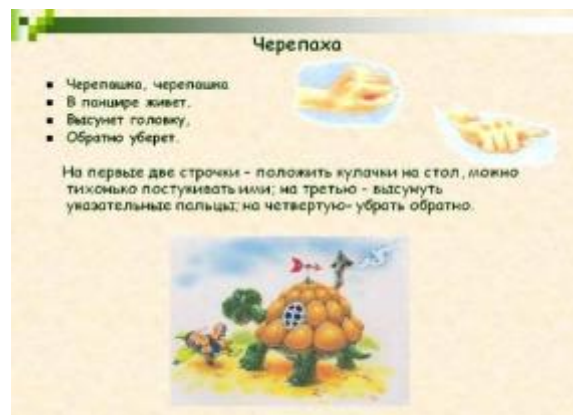 Черепаха
Черепашка, черепашка
В панцире живет,
Высунет головку,
Обратно уберет.
На первые две строчки - положить кулачки на стол, можно
тихонько постукивать ими; на третью - высунуть
указательные пальцы; на четвертую- убрать обратно.